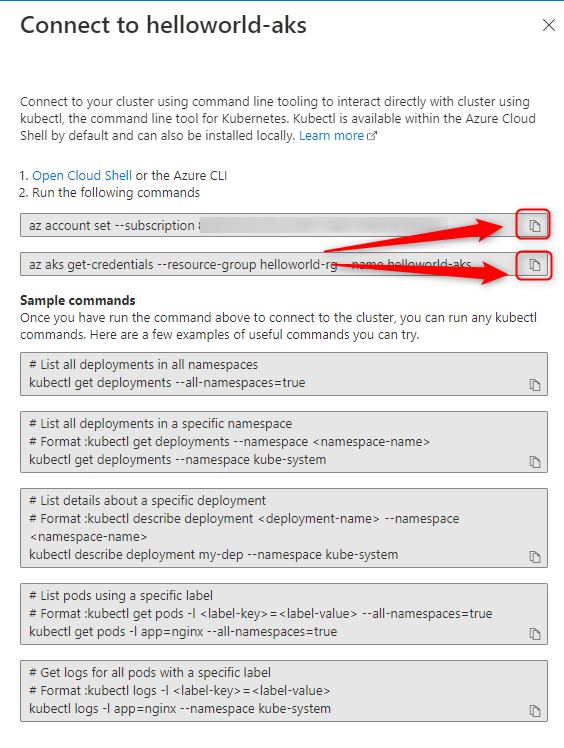 Connect to helloworld-aks
Connect to your cluster using command line tooling to interact directly with cluster using
kubectl, the command line tool for Kubernetes. Kubectl is available within the Azure Cloud
Shell by default and can also be installed locally. Learn more
1. Open Cloud Shell or the Azure CLI
2. Run the following commands
az account set --subscription
az aks get-credentials --resource-group helloworld-rg --name helloworld-aks
Sample commands
Once you have run the command above to connect to the cluster, you can run any kubectl
commands. Here are a few examples of useful commands you can try.
# List all deployments in all namespaces
kubectl get deployments --all-namespaces=true
# List all deployments in a specific namespace
# Format :kubectl get deployments --namespace <namespace-name>
kubectl get deployments --namespace kube-system
# List details about a specific deployment
# Format :kubectl describe deployment <deployment-name> --namespace
<namespace-name>
kubectl describe deployment my-dep --namespace kube-system
# List pods using a specific label
# Format :kubectl get pods -l <label-key>=<label-value> --all-namespaces=true
kubectl get pods -l app=nginx --all-namespaces=true
# Get logs for all pods with a specific label
# Format :kubectl logs -l <label-key>=<label-value>
kubectl logs -l app=nginx --namespace kube-system